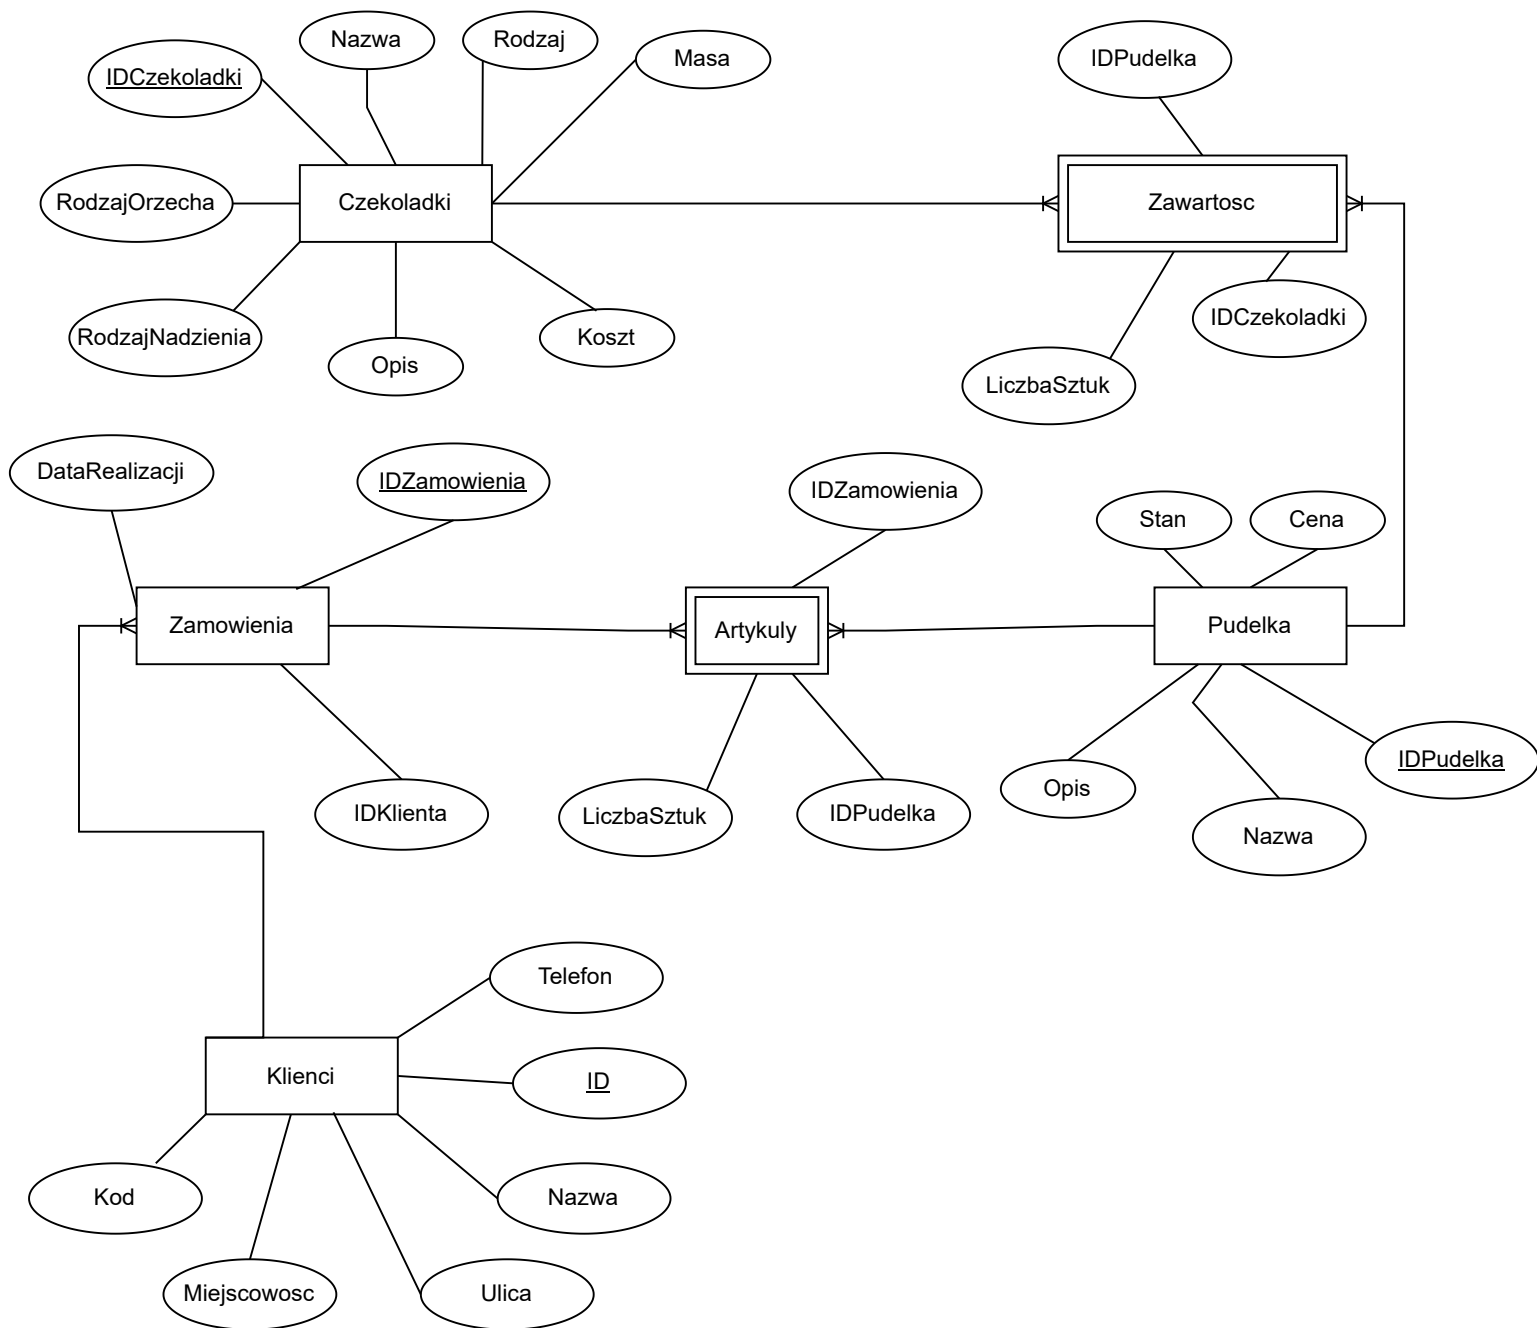 Nazwa
Rodzaj
Masa
IDPudelka
IDCzekoladki
RodzajOrzecha
Czekoladki
Zawartosc
RodzajNadzienia
Opis
Koszt
IDCzekoladki
LiczbaSztuk
DataRealizacji
IDZamowienia
IDZamowienia
Stan
Cena
Zamowienia
Artykuly
Pudelka
IDKlienta
LiczbaSztuk
IDPudelka
Opis
Nazwa
IDPudelka
Telefon
Klienci
ID
Kod
Nazwa
Miejscowosc
Ulica